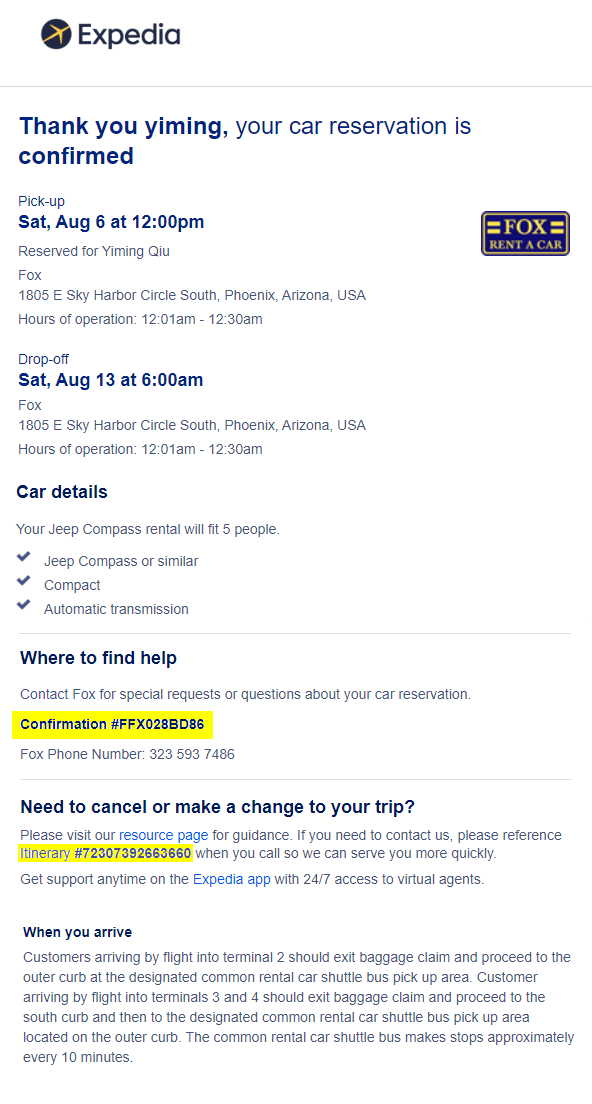 Expedia
Thank you yiming, your car reservation is
confirmed
Pick-up
Sat, Aug 6 at 12:00pm
FOX
RENT A CAR
Reserved for Yiming Qiu
Fox
1805 E Sky Harbor Circle South, Phoenix, Arizona, USA
Hours of operation: 12:01am - 12:30am
Drop-off
Sat, Aug 13 at 6:00am
Fox
1805 E Sky Harbor Circle South, Phoenix, Arizona, USA
Hours of operation: 12:01am - 12:30am
Car details
Your Jeep Compass rental will fit 5 people.
Jeep Compass or similar
Compact
Automatic transmission
Where to find help
Contact Fox for special requests or questions about your car reservation.
Confirmation #FFX028BD86
Fox Phone Number: 323 593 7486
Need to cancel or make a change to your trip?
Please visit our resource page for guidance. If you need to contact us, please reference
Itinerary #72307392663660 when you call so we can serve you more quickly.
Get support anytime on the Expedia app with 24/7 access to virtual agents.
When you arrive
Customers arriving by flight into terminal 2 should exit baggage claim and proceed to the
outer curb at the designated common rental car shuttle bus pick up area. Customer
arriving by flight into terminals 3 and 4 should exit baggage claim and proceed to the
south curb and then to the designated common rental car shuttle bus pick up area
located on the outer curb. The common rental car shuttle bus makes stops approximately
every 10 minutes.